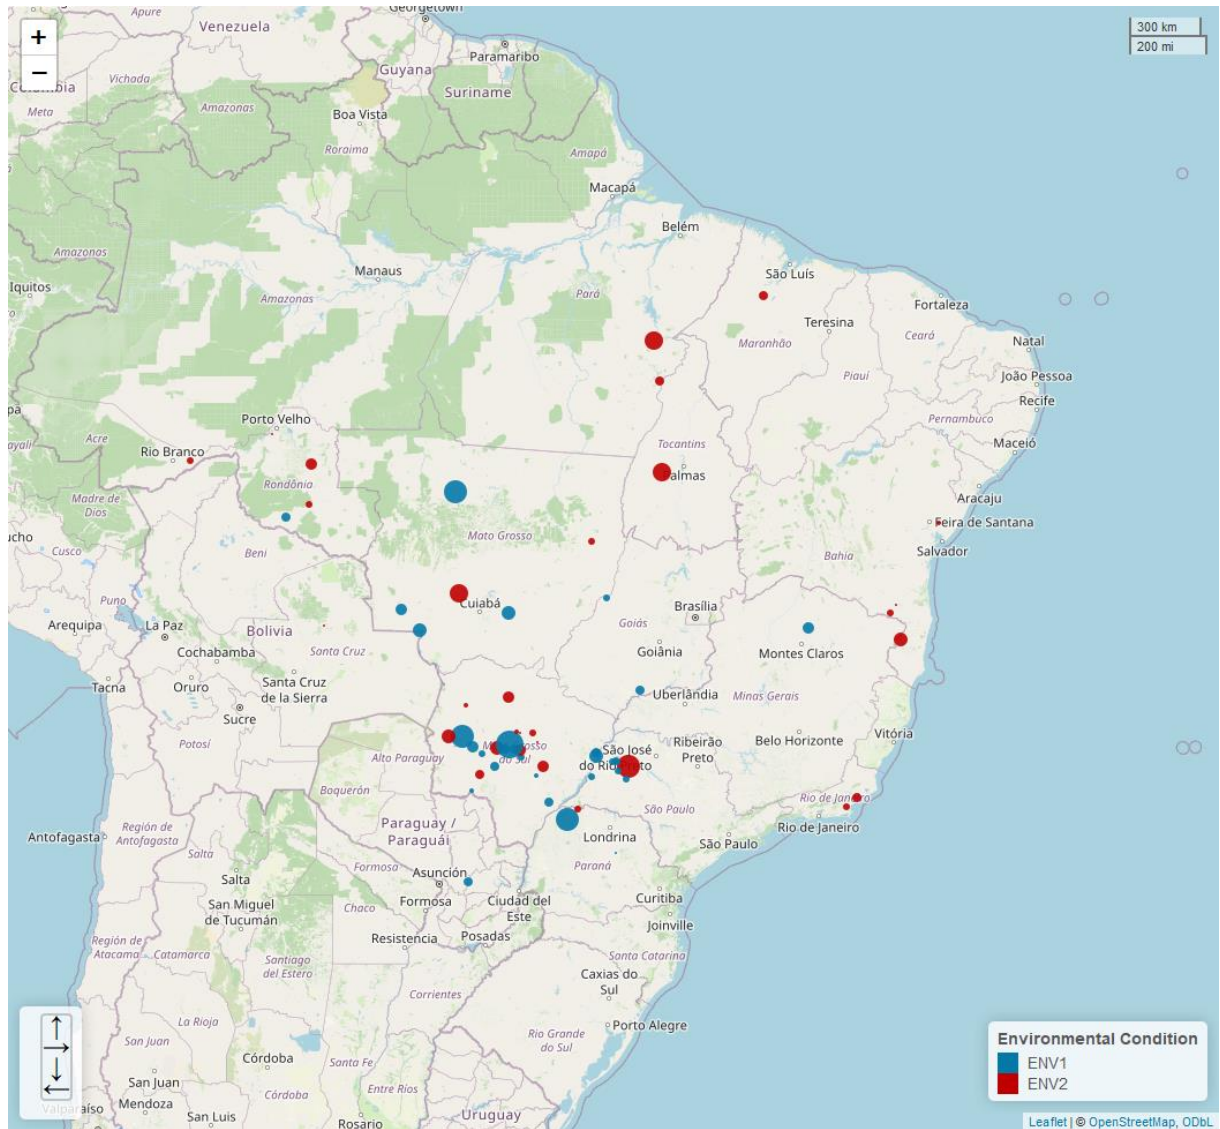 Georgetown
Apure
Venezuela
+
300 km
Paramaribo
200 mi
−
Guyana
Vichada
Colombia
Suriname
Amazonas
Meta
Boa Vista
Roraima
Amapá
Macapá
Belém
Amazonas
Manaus
São Luís
Iquitos
Pará
Amazonas
Fortaleza
Teresina
Ceará
Maranhão
Natal
João Pessoa
Piauí
Recife
Pernambuco
Porto Velho
Acre
Tocantins
Maceió
Rio Branco
Palmas
Rondônia
Madre de
Dios
Aracaju
Feira de Santana
Mato Grosso
Cusco
Beni
Salvador
Bahia
Puno
Cuiabá
Brasília
Arequipa
La Paz
Bolivia
Goiás
Cochabamba
Santa Cruz
Goiânia
Montes Claros
Tacna
Oruro
Santa Cruz
de la Sierra
Uberlândia
Minas Gerais
Sucre
Potosí
Vitória
Belo Horizonte
Mato Grosso
do Sul
São José
do Rio Preto
Ribeirão
Preto
Alto Paraguay
Boquerón
Rio de Janeiro
São Paulo
Paraguay /
Paraguái
Rio de Janeiro
Región de
Antofagasta
Antofagasta
Londrina
São Paulo
Salta
Formosa
Paraná
Asunción
Salta
Curitiba
San Miguel
de Tucumán
Chaco
Formosa
Ciudad del
Este
Joinville
Región de
Atacama
Catamarca
Resistencia
Posadas
Santiago
del Estero
Santa Catarina
Caxias do
Sul
Corrientes
La Rioja
Rio Grande
do Sul
Porto Alegre
San Juan
Córdoba
Santa Fe
Environmental Condition
ENV1
San Juan
Entre Ríos
ENV2
Córdoba
Valparaíso
Mendoza
San Luis
Rosario
Uruguay
Leaflet | © OpenStreetMap, ODbL